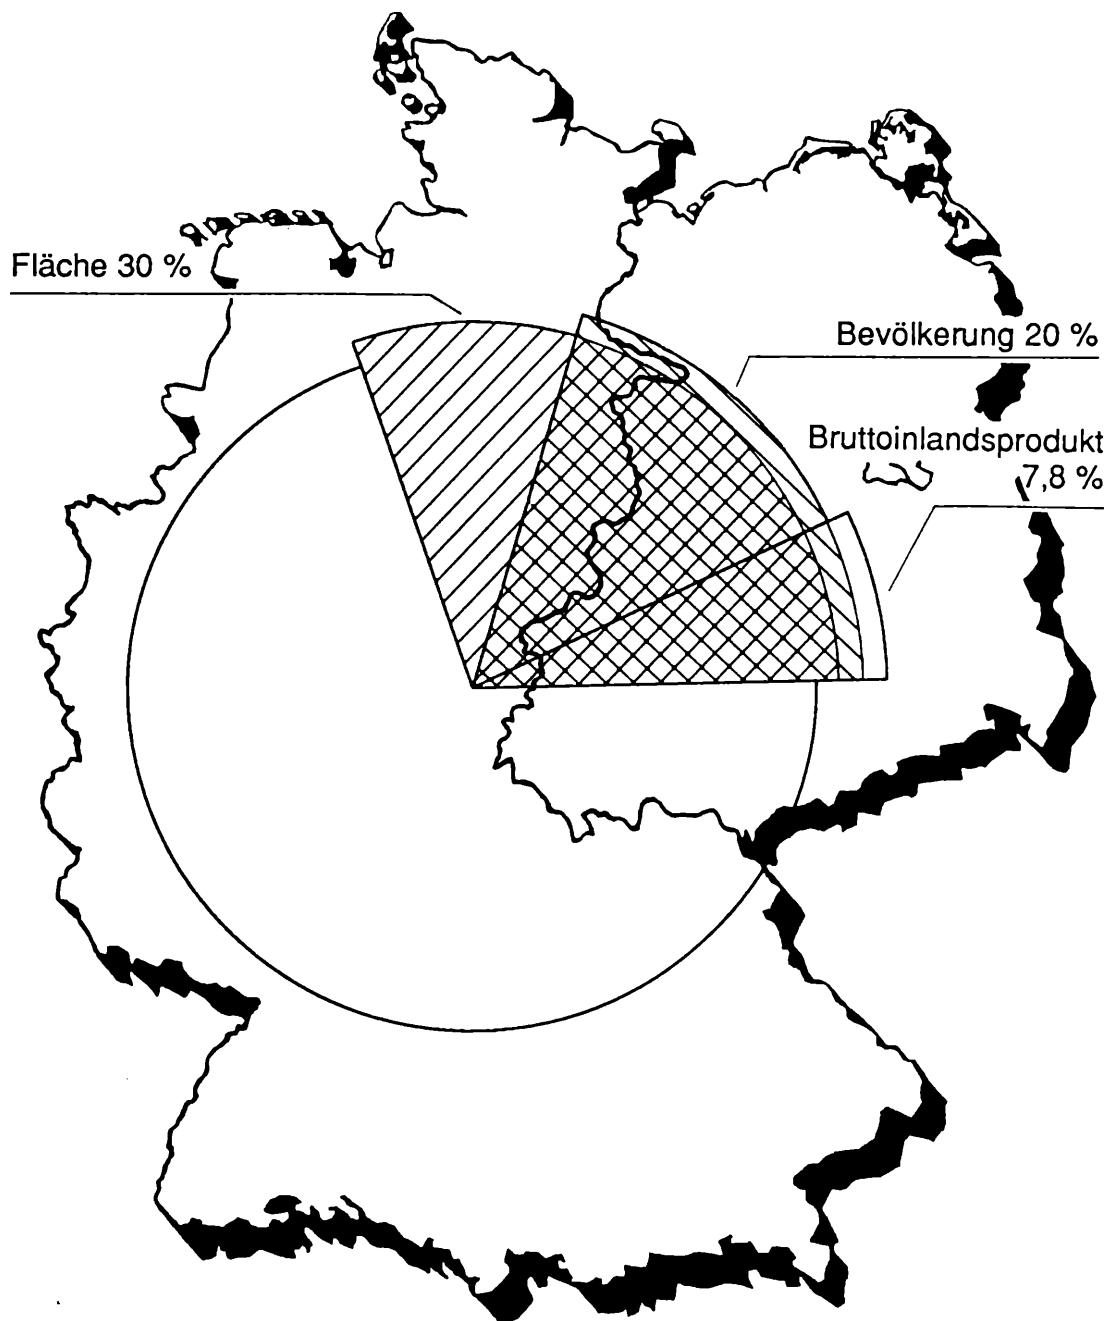 Fläche 30 %
Bevölkerung 20 %
Bruttoinlandsprodukt
7,8 %